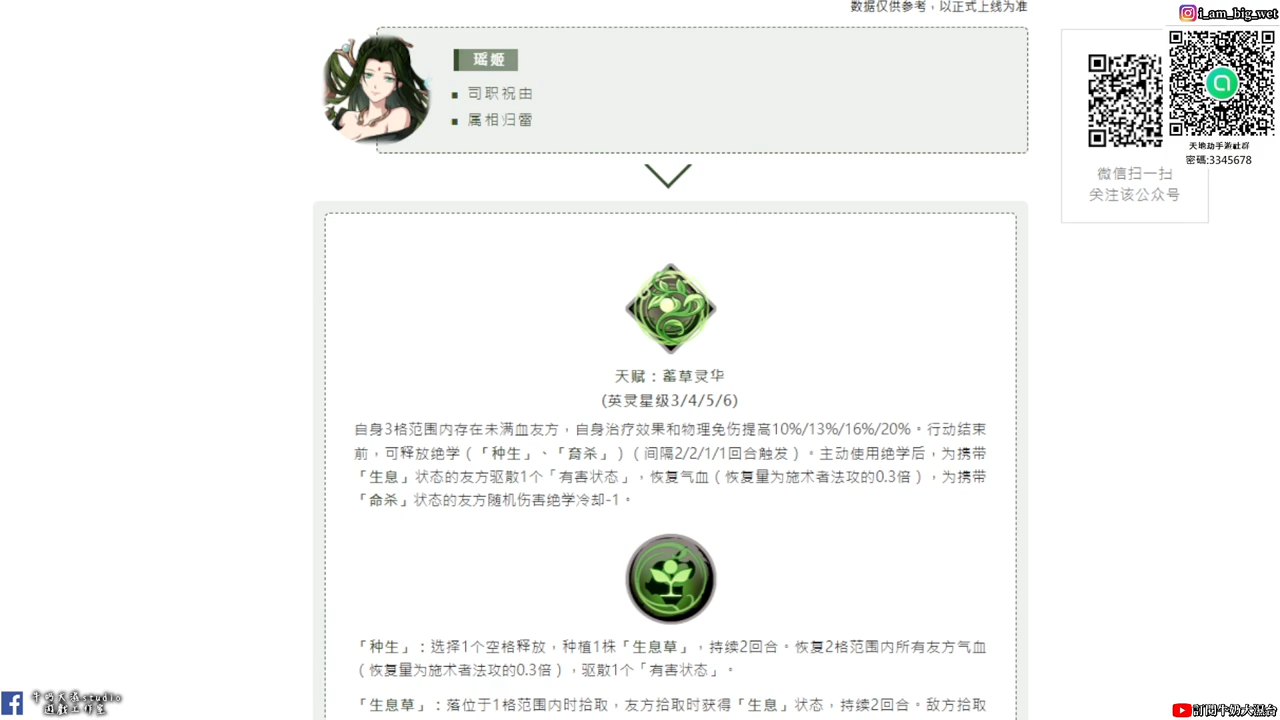 数据仅供参考，以正式上线为准
i_am_big_wet
瑶姬
■ 司职祝由
■ 属相归雷
天地劫手游社群
密碼:3345678
微信扫一扫
关注该公众号
天赋：蓄草灵华
(英灵星级3/4/5/6)
自身3格范围内存在未满血友方，自身治疗效果和物理免伤提高10%/13%/16%/20%。行动结束
前，可释放绝学（「种生」、「育杀」）（间隔2/2/1/1回合触发）。主动使用绝学后，为携带
「生息」状态的友方驱散1个「有害状态」，恢复气血（恢复量为施术者法攻的0.3倍），为携带
「命杀」状态的友方随机伤害绝学冷却-1。
「种生」：选择1个空格释放，种植1株「生息草」，持续2回合。恢复2格范围内所有友方气血
（恢复量为施术者法攻的0.3倍），驱散1个「有害状态」。
「生息草」：落位于1格范围内时拾取，友方拾取时获得「生息」状态，持续2回合。敌方拾取
studio
遊戲工作室